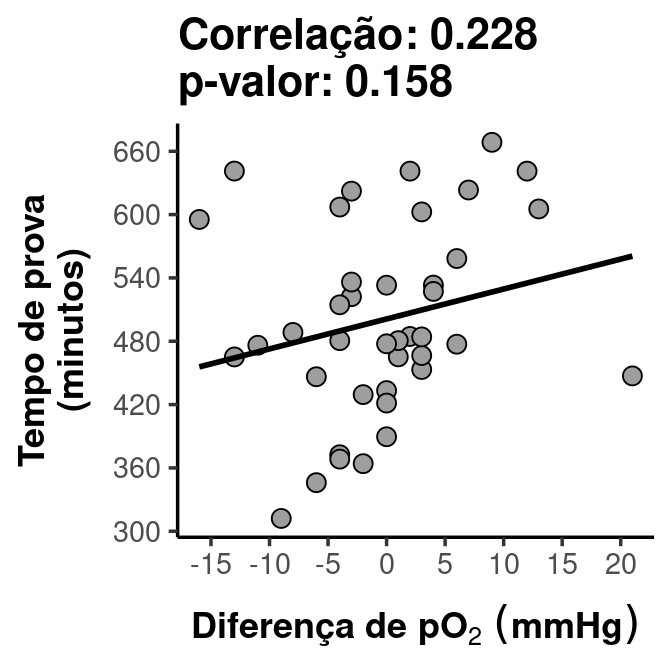 Correlação: 0.228
p-valor: 0.158
Tempo de prova
(minutos)
660
600
540
480
420
360
300
-15 -10 -5 0 5 10 15 20
Diferença de pO₂ (mmHg)